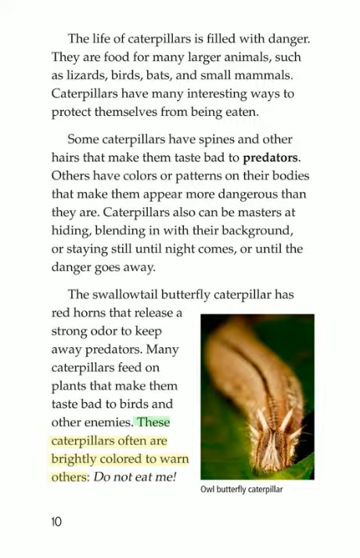 The life of caterpillars is filled with danger.
They are food for many larger animals, such
as lizards, birds, bats, and small mammals.
Caterpillars have many interesting ways to
protect themselves from being eaten.
Some caterpillars have spines and other
hairs that make them taste bad to predators.
Others have colors or patterns on their bodies
that make them appear more dangerous than
they are. Caterpillars also can be masters at
hiding, blending in with their background,
or staying still until night comes, or until the
danger goes away.
The swallowtail butterfly caterpillar has
red horns that release a
strong odor to keep
away predators. Many
caterpillars feed on
plants that make them
taste bad to birds and
other enemies. These
caterpillars often are
brightly colored to warn
others: Do not eat me!
Owl butterfly caterpillar
10